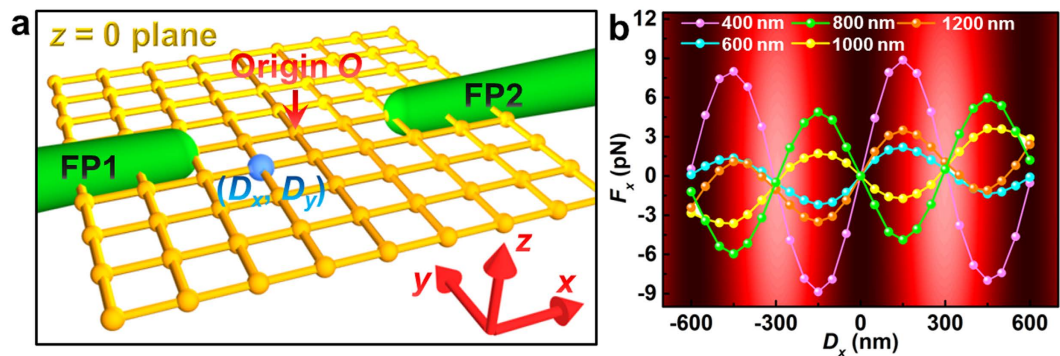 a
z = 0 plane
Origin O
FP2
FP1
(Dx, Dy)
z
y
x
b
12
9
6
3
0
-3
-6
-9
Fx (pN)
400 nm
800 nm
1200 nm
600 nm
1000 nm
-600
-300
0
300
600
Dx (nm)